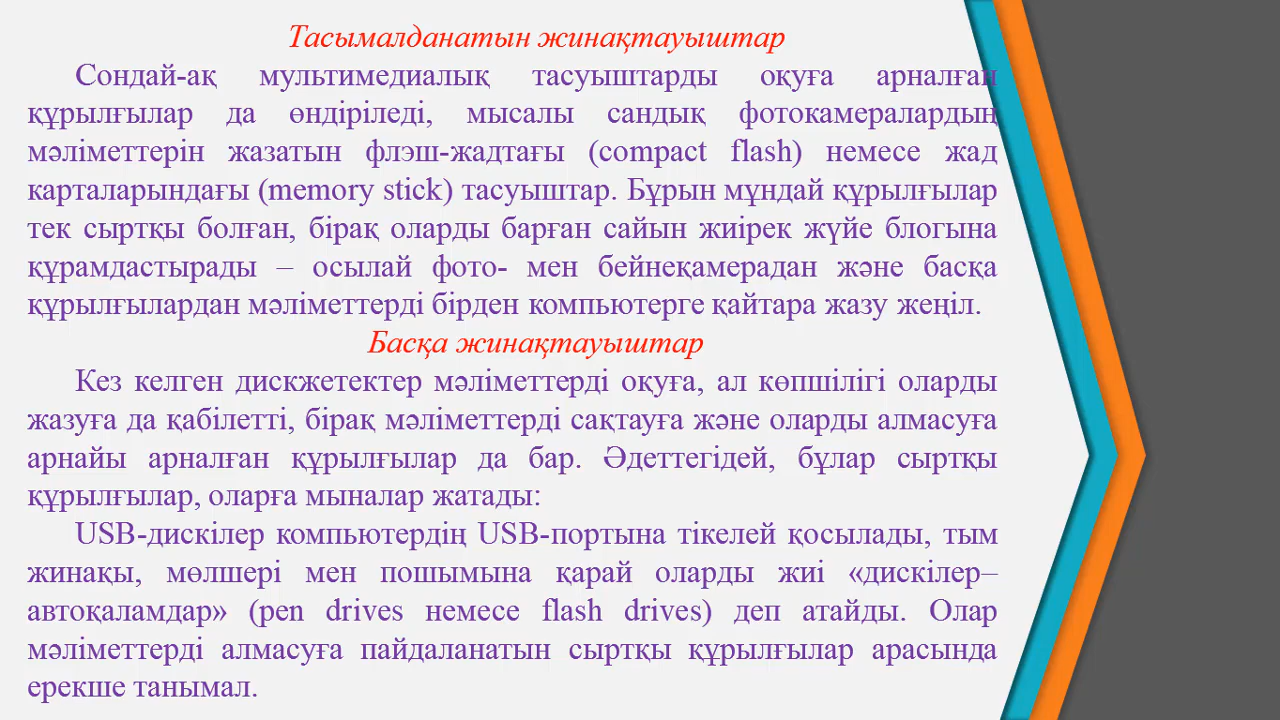 Тасымалданатын жинақтауыштар
Сондай-ақ мультимедиалық тасуыштарды оқуға арналған
құрылғылар да өндіріледі, мысалы сандық фотокамералардың
мәліметтерін жазатын флэш-жадтағы (compact flash) немесе жад
карталарындағы (memory stick) тасуыштар. Бұрын мұндай құрылғылар
тек сыртқы болған, бірақ оларды барған сайын жиірек жүйе блогына
құрамдастырады – осылай фото- мен бейнеқамерадан және басқа
құрылғылардан мәліметтерді бірден компьютерге қайтара жазу жеңіл.
Басқа жинақтауыштар
Кез келген дискжетектер мәліметтерді оқуға, ал көпшілігі оларды
жазуға да қабілетті, бірақ мәліметтерді сақтауға және оларды алмасуға
арнайы арналған құрылғылар да бар. Әдеттегідей, бұлар сыртқы
құрылғылар, оларға мыналар жатады:
USB-дискілер компьютердің USB-портына тікелей қосылады, тым
жинақы, мөлшері мен пошымына қарай оларды жиі «дискілер–
автоқаламдар» (pen drives немесе flash drives) деп атайды. Олар
мәліметтерді алмасуға пайдаланатын сыртқы құрылғылар арасында
ерекше танымал.